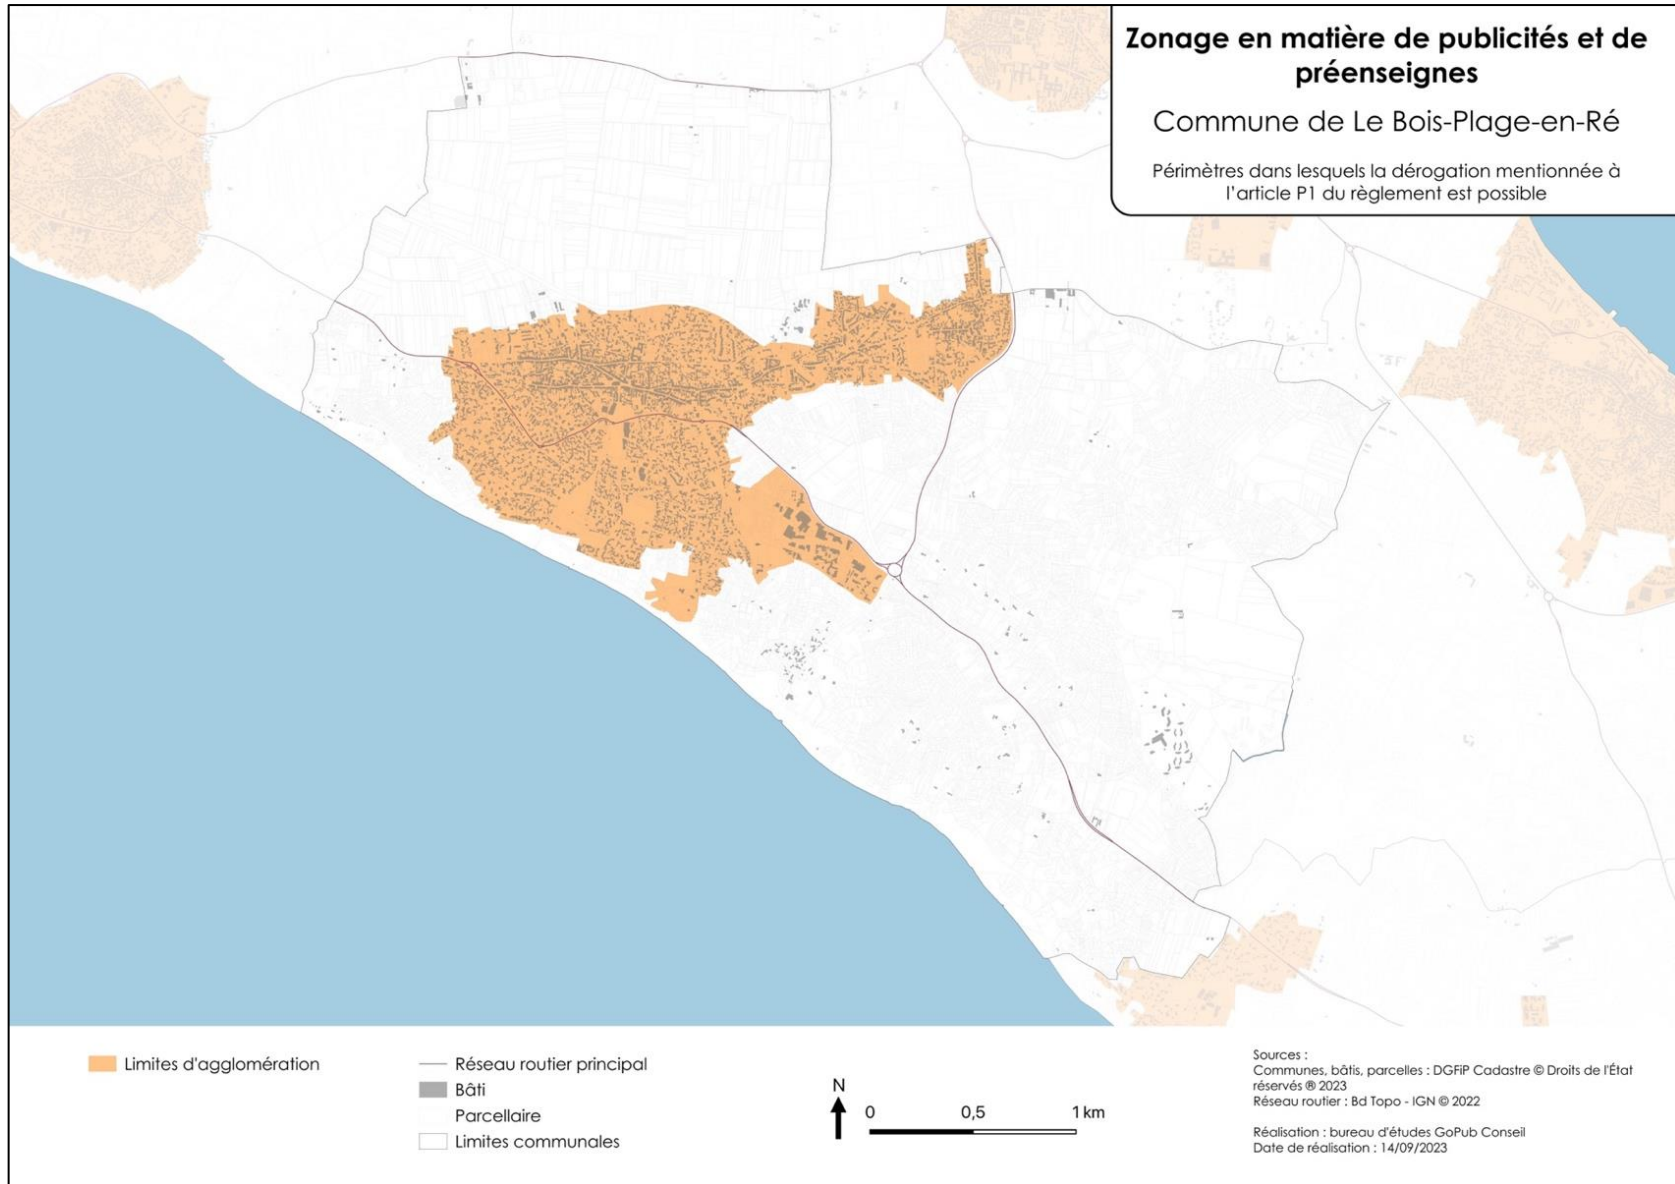 Zonage en matière de publicités et de
préenseignes
Commune de Le Bois-Plage-en-Ré
Périmètres dans lesquels la dérogation mentionnée à
l'article P1 du règlement est possible
Limites d'agglomération
Réseau routier principal
Bâti
Parcellaire
Limites communales
N
0 0,5 1 km
Sources :
Communes, bâtis, parcelles : DGFiP Cadastre © Droits de l'État
réservés ® 2023
Réseau routier : Bd Topo - IGN © 2022
Réalisation : bureau d'études GoPub Conseil
Date de réalisation : 14/09/2023